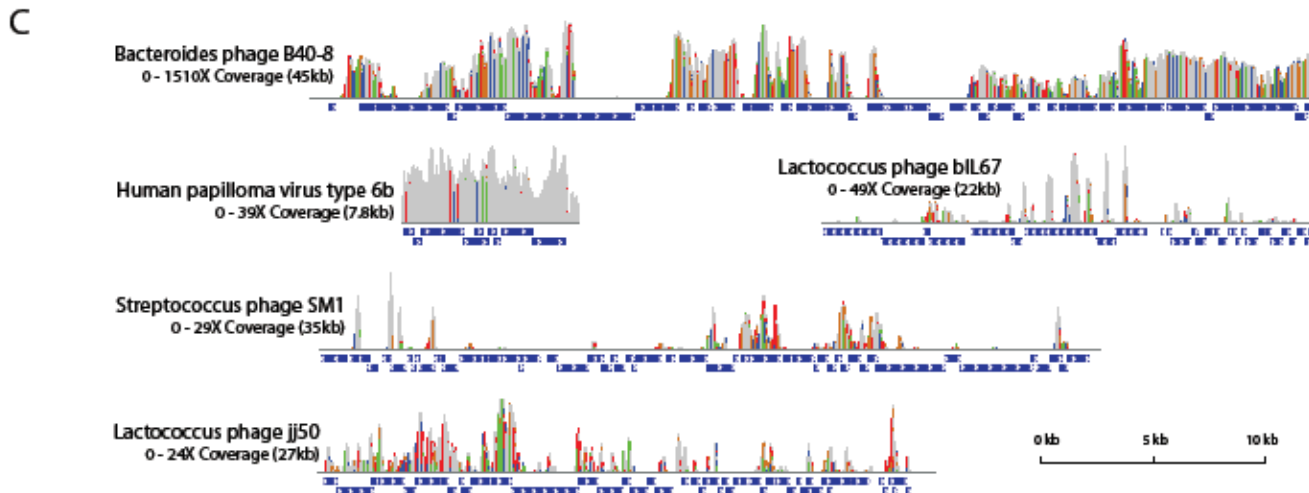 C
Bacteroides phage B40-8
0 - 1510X Coverage (45kb)
Human papilloma virus type 6b
0 - 39X Coverage (7.8kb)
Lactococcus phage bIL67
0 - 49X Coverage (22kb)
Streptococcus phage SM1
0 - 29X Coverage (35kb)
Lactococcus phage jj50
0 - 24X Coverage (27kb)
0 kb 5 kb 10 kb